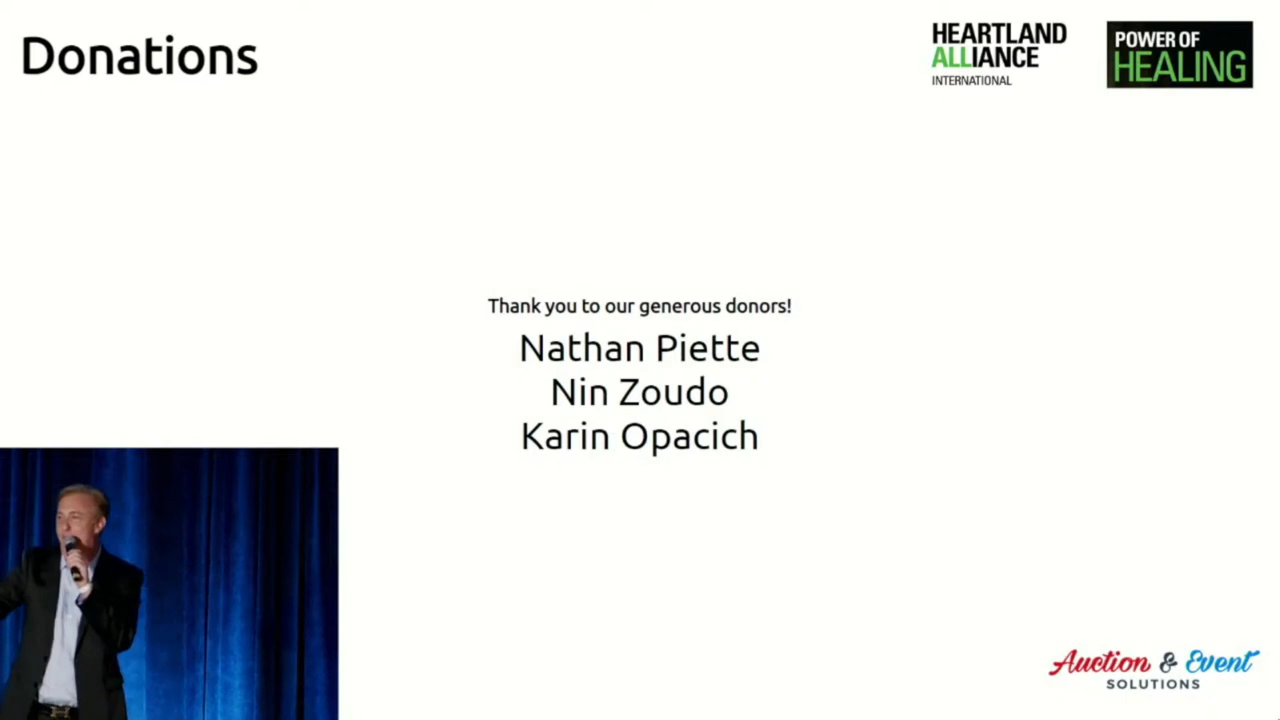 Donations
HEARTLAND
ALLIANCE
INTERNATIONAL
POWER OF
HEALING
Thank you to our generous donors!
Nathan Piette
Nin Zoudo
Karin Opacich
Auction & Event
SOLUTIONS